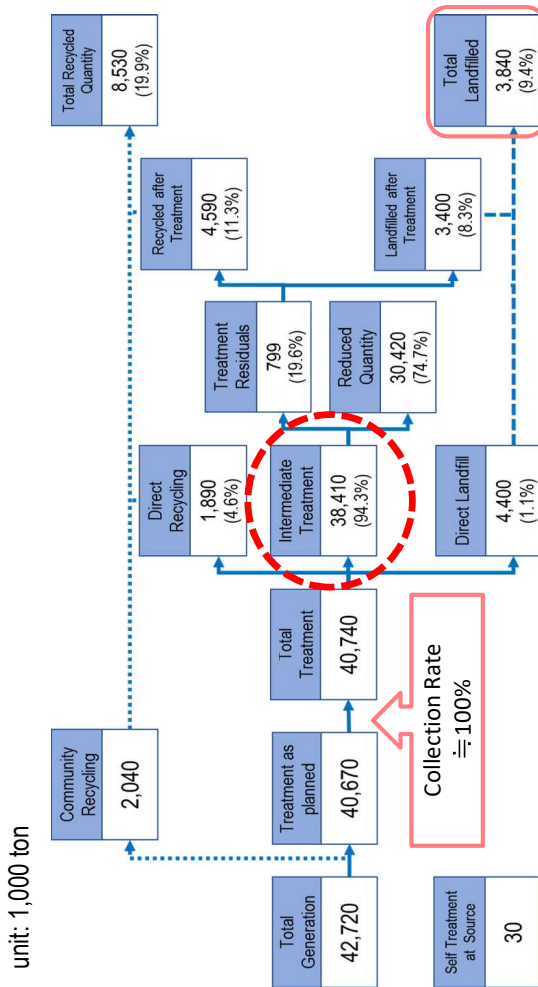 unit: 1,000 ton
Total
Generation
42,720
Self Treatment
at Source
30
Community
Recycling
2,040
Treatment as
planned
40,670
Collection Rate
≒100%
Total
Treatment
40,740
Direct
Recycling
1,890
(4.6%)
Intermediate
Treatment
38,410
(94.3%)
Direct Landfill
4,400
(1.1%)
Treatment
Residuals
799
(19.6%)
Reduced
Quantity
30,420
(74.7%)
Recycled after
Treatment
4,590
(11.3%)
Landfilled after
Treatment
3,400
(8.3%)
Total Recycled
Quantity
8,530
(19.9%)
Total
Landfilled
3,840
(9.4%)